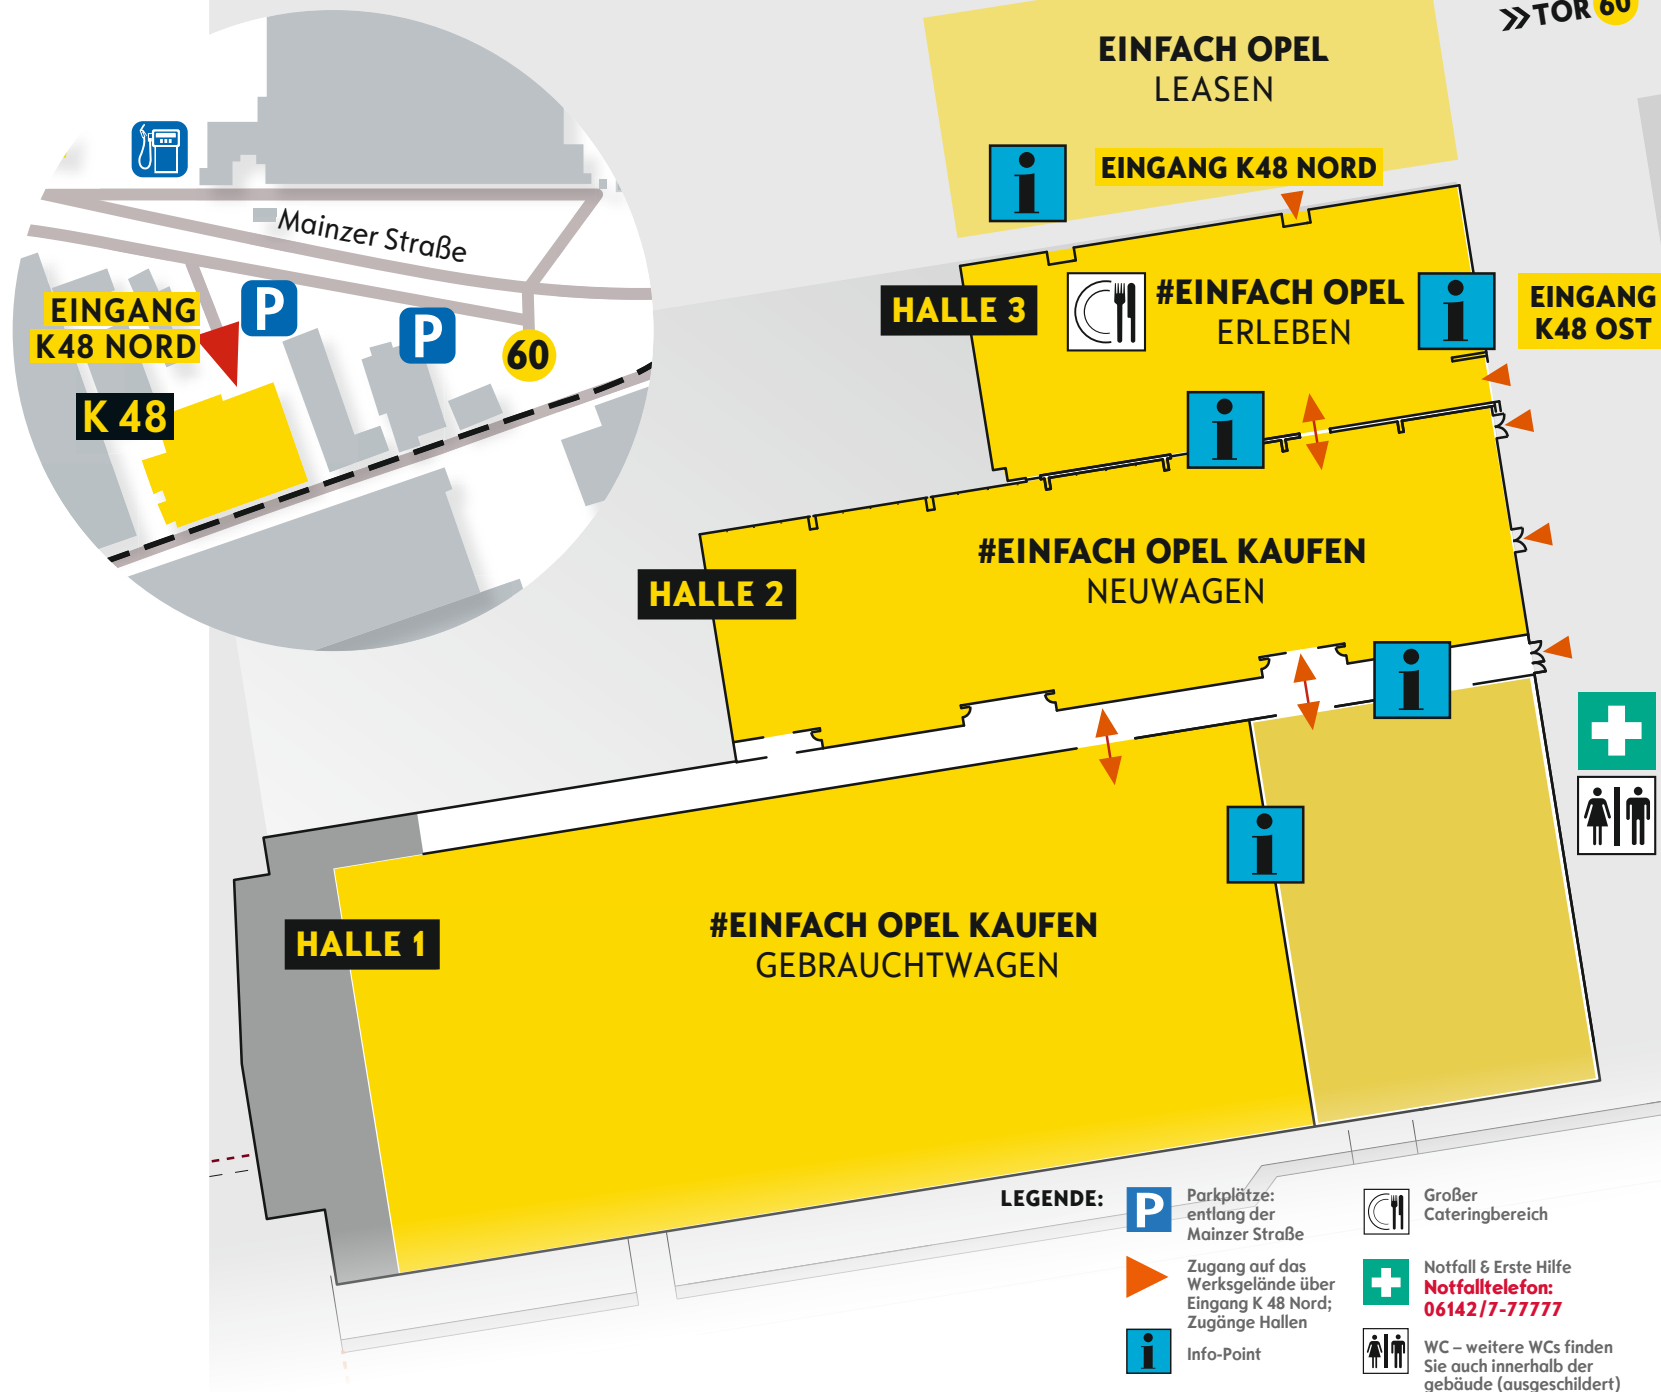 TOR 60
EINFACH OPEL
LEASEN
EINGANG K48 NORD
Mainzer Straße
EINGANG
K48 NORD
P
P
60
K 48
HALLE 3
#EINFACH OPEL
ERLEBEN
EINGANG
K48 OST
HALLE 2
#EINFACH OPEL KAUFEN
NEUWAGEN
HALLE 1
#EINFACH OPEL KAUFEN
GEBRAUCHTWAGEN
LEGENDE:
P
Parkplätze:
entlang der
Mainzer Straße
Zugang auf das
Werksgelände über
Eingang K 48 Nord;
Zugänge Hallen
Info-Point
Großer
Cateringbereich
Notfall & Erste Hilfe
Notfalltelefon:
06142/7-77777
WC – weitere WCs finden
Sie auch innerhalb der
gebäude (ausgeschildert)